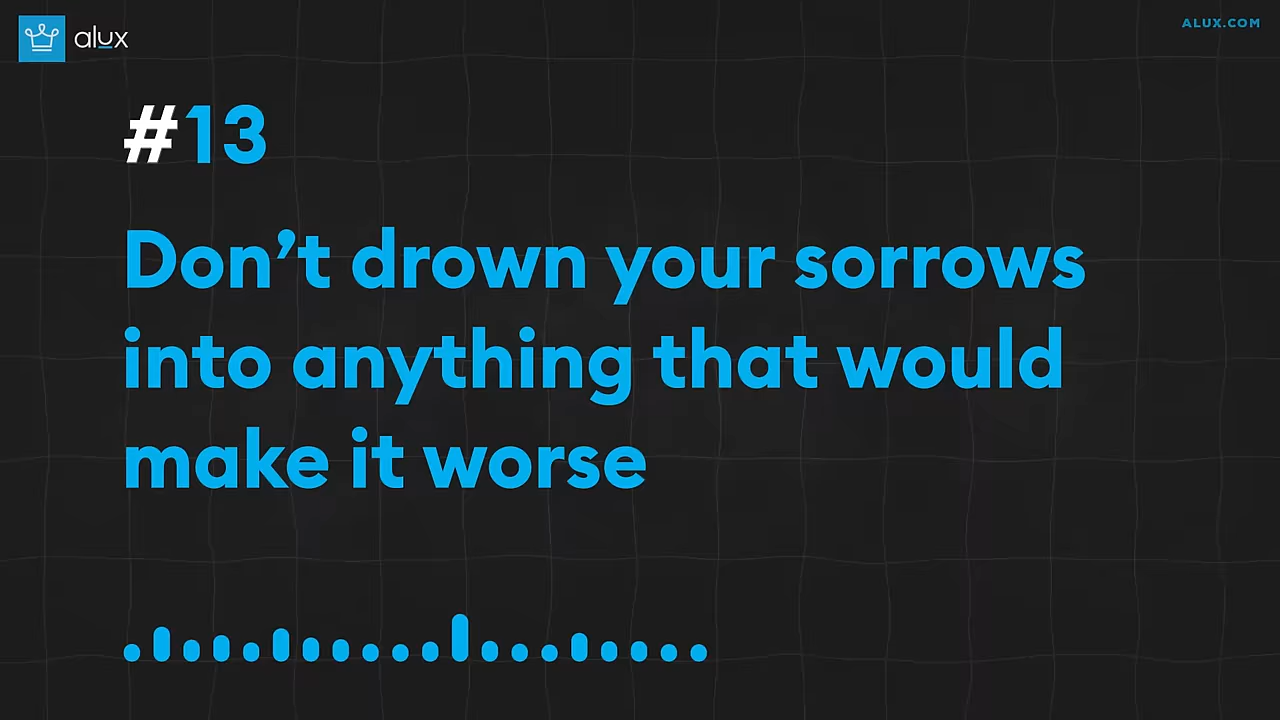 alux
ALUX.COM
#13
Don’t drown your sorrows
into anything that would
make it worse